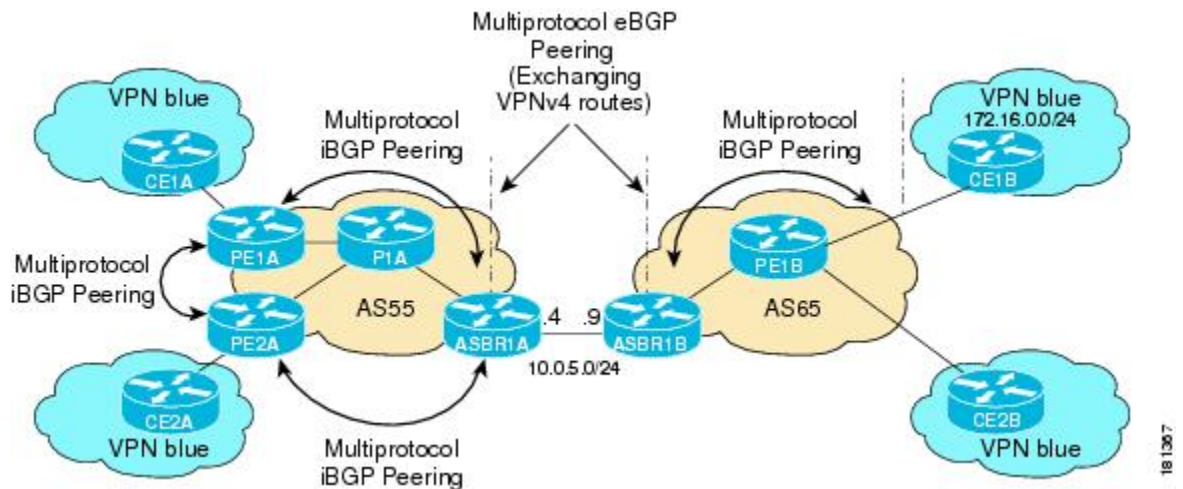 Multiprotocol eBGP
Peering
(Exchanging
VPNv4 routes)
VPN blue
CE1A
Multiprotocol
iBGP Peering
Multiprotocol
iBGP Peering
VPN blue
172.16.0.0/24
CE1B
PE1A
P1A
PE1B
Multiprotocol
iBGP Peering
AS55
AS65
PE2A
ASBR1A
.4
.9
ASBR1B
10.0.5.0/24
CE2A
VPN blue
Multiprotocol
iBGP Peering
CE2B
VPN blue
181367